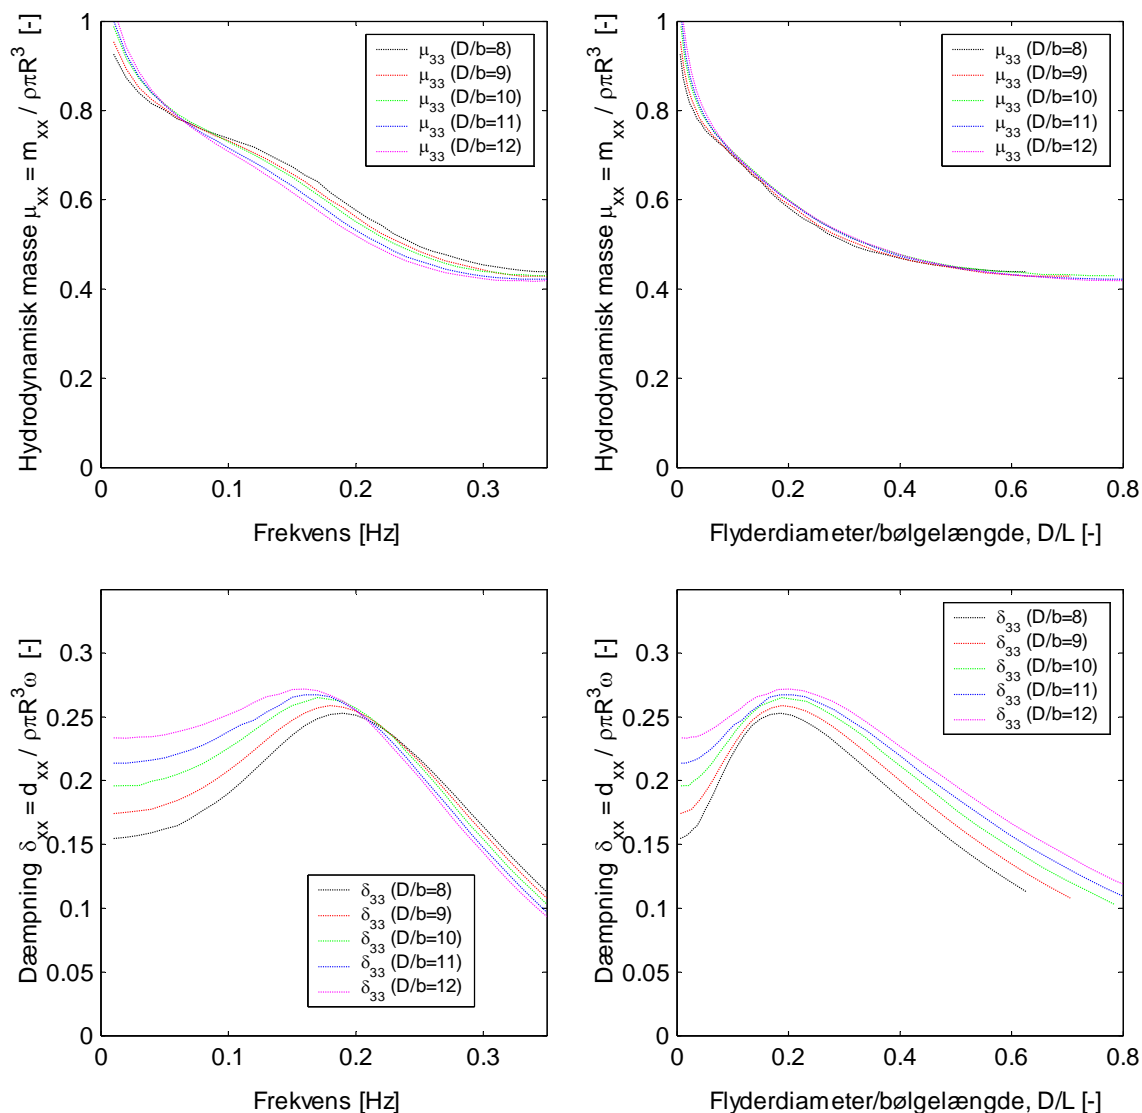 Hydrodynamisk masse μxx = mxx / ρπR³ [-]
1
0.8
0.6
0.4
0.2
0
0
0.1
0.2
0.3
Frekvens [Hz]
μ33 (D/b=8)
μ33 (D/b=9)
μ33 (D/b=10)
μ33 (D/b=11)
μ33 (D/b=12)
Hydrodynamisk masse μxx = mxx / ρπR³ [-]
1
0.8
0.6
0.4
0.2
0
0
0.2
0.4
0.6
0.8
Flyderdiameter/bølgelængde, D/L [-]
μ33 (D/b=8)
μ33 (D/b=9)
μ33 (D/b=10)
μ33 (D/b=11)
μ33 (D/b=12)
Dæmpning δxx = dxx / ρπR³ω [-]
0.3
0.25
0.2
0.15
0.1
0.05
0
0
0.1
0.2
0.3
Frekvens [Hz]
δ33 (D/b=8)
δ33 (D/b=9)
δ33 (D/b=10)
δ33 (D/b=11)
δ33 (D/b=12)
Dæmpning δxx = dxx / ρπR³ω [-]
0.3
0.25
0.2
0.15
0.1
0.05
0
0
0.2
0.4
0.6
0.8
Flyderdiameter/bølgelængde, D/L [-]
δ33 (D/b=8)
δ33 (D/b=9)
δ33 (D/b=10)
δ33 (D/b=11)
δ33 (D/b=12)